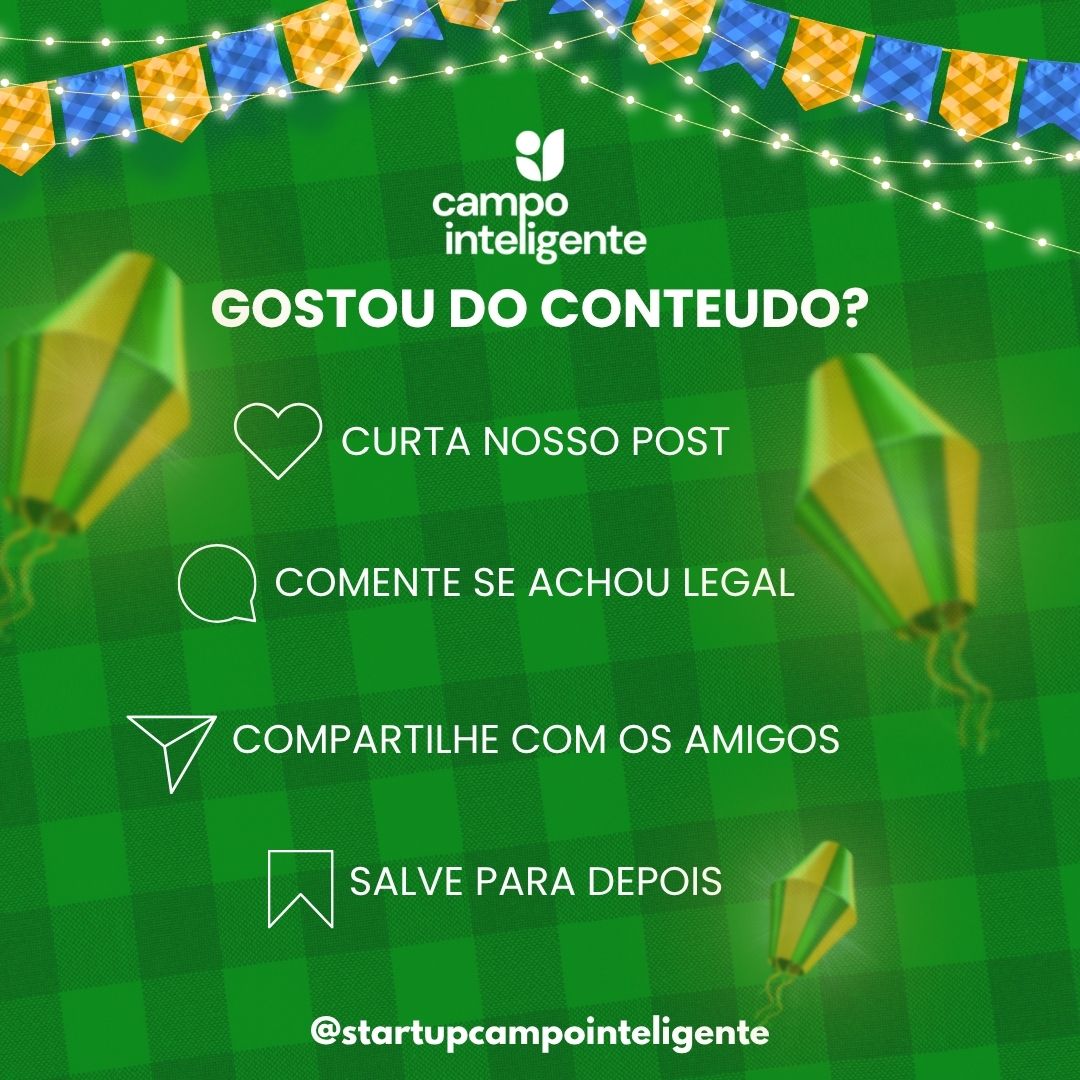 campo
inteligente
GOSTOU DO CONTEUDO?
CURTA NOSSO POST
COMENTE SE ACHOU LEGAL
COMPARTILHE COM OS AMIGOS
SALVE PARA DEPOIS
@startupcampointeligente